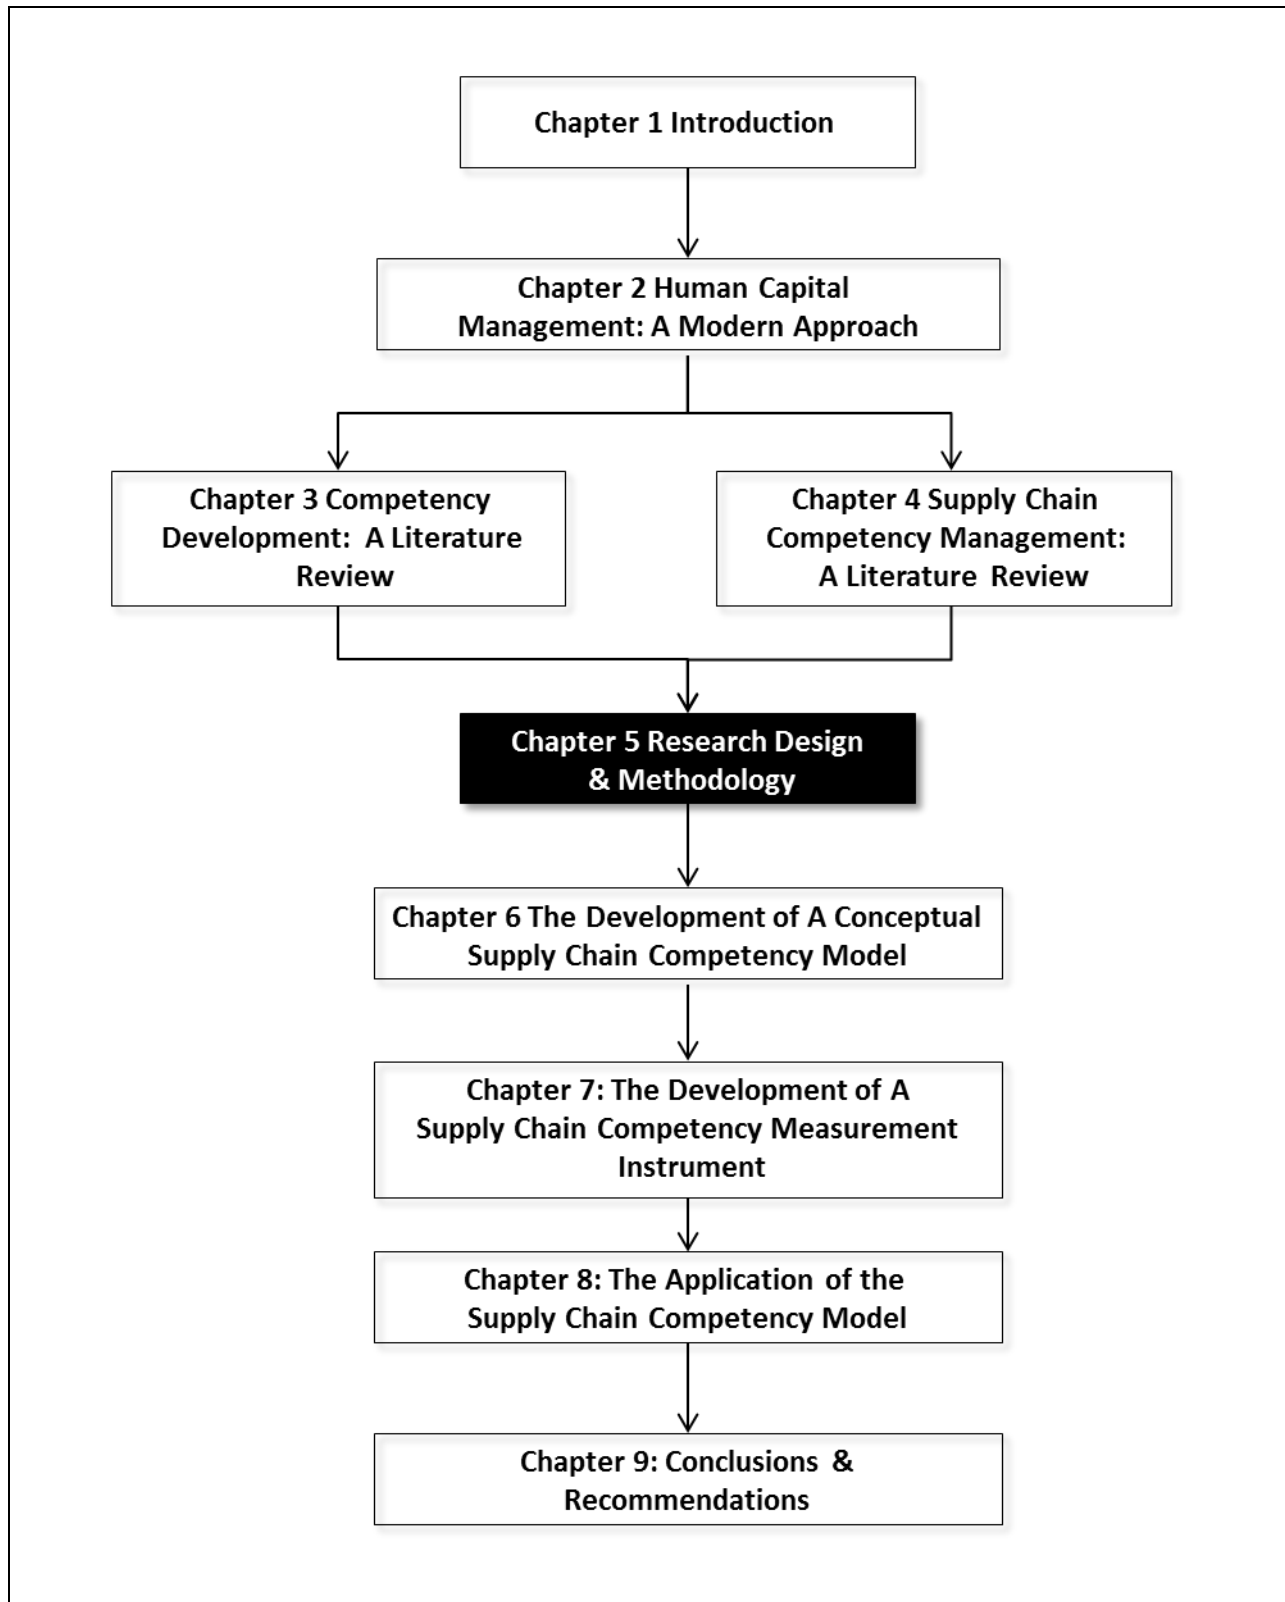 Chapter 1 Introduction
Chapter 2 Human Capital
Management: A Modern Approach
Chapter 3 Competency
Development: A Literature
Review
Chapter 4 Supply Chain
Competency Management:
A Literature Review
Chapter 5 Research Design
& Methodology
Chapter 6 The Development of A Conceptual
Supply Chain Competency Model
Chapter 7: The Development of A
Supply Chain Competency Measurement
Instrument
Chapter 8: The Application of the
Supply Chain Competency Model
Chapter 9: Conclusions &
Recommendations